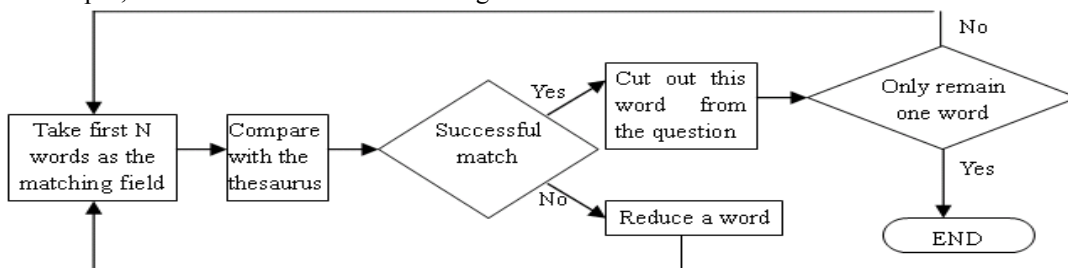 No
Take first N
words as the
matching field
Compare
with the
thesaurus
Successful
match
Yes
No
Cut out this
word from
the question
Reduce a word
Only remain
one word
Yes
END